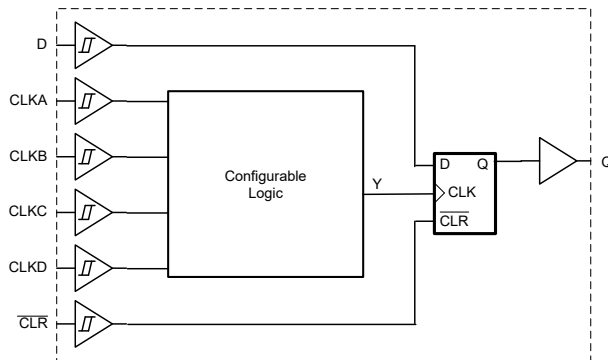 D
CLKA
CLKB
CLKC
CLKD
CLR
Configurable
Logic
Y
D Q
CLK
CLR
Q